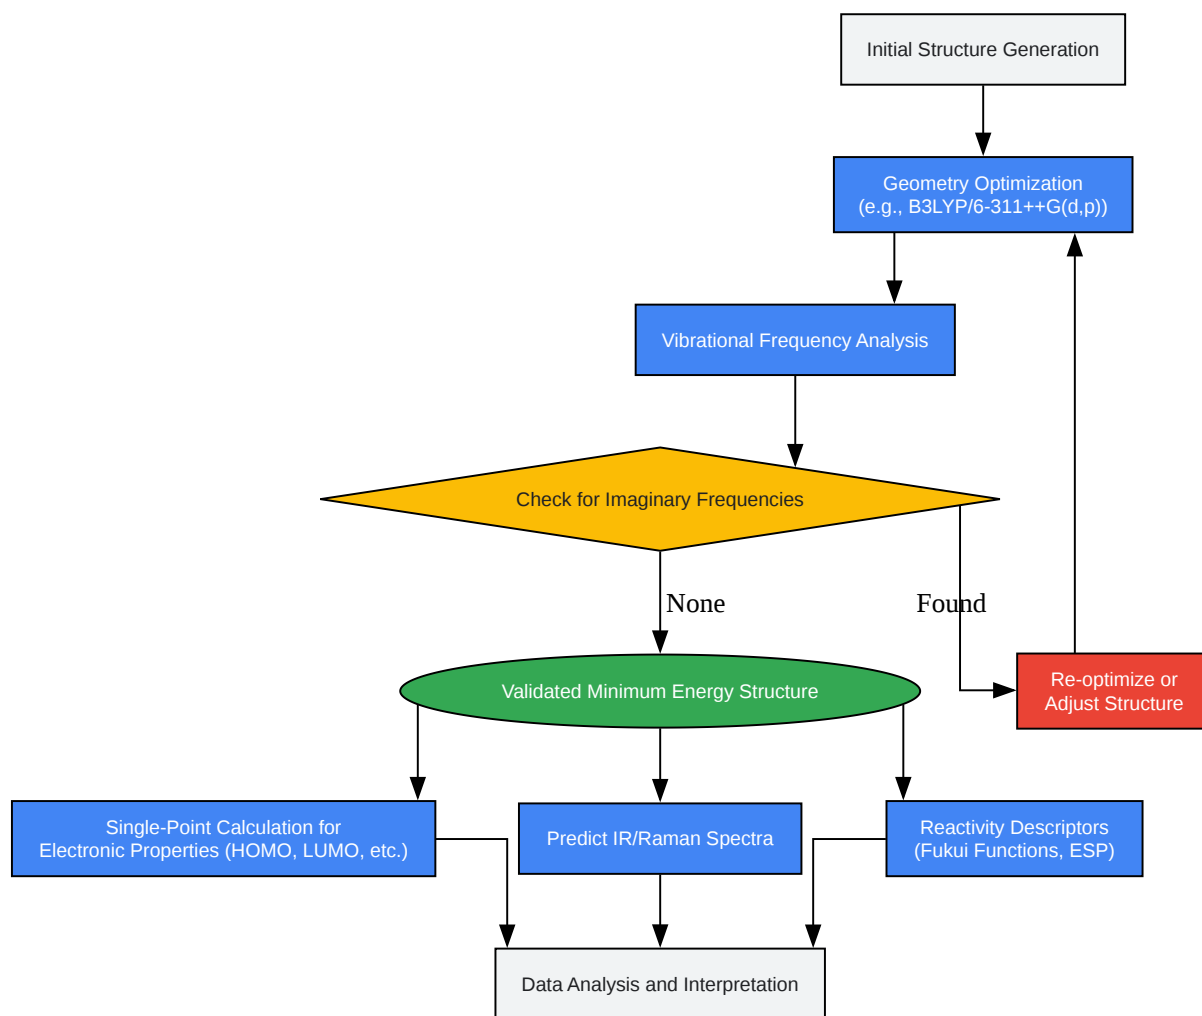 Initial Structure Generation
Geometry Optimization
(e.g., B3LYP/6-311++G(d,p))
Vibrational Frequency Analysis
Check for Imaginary Frequencies
None
Found
Validated Minimum Energy Structure
Re-optimize or
Adjust Structure
Single-Point Calculation for
Electronic Properties (HOMO, LUMO, etc.)
Predict IR/Raman Spectra
Reactivity Descriptors
(Fukui Functions, ESP)
Data Analysis and Interpretation